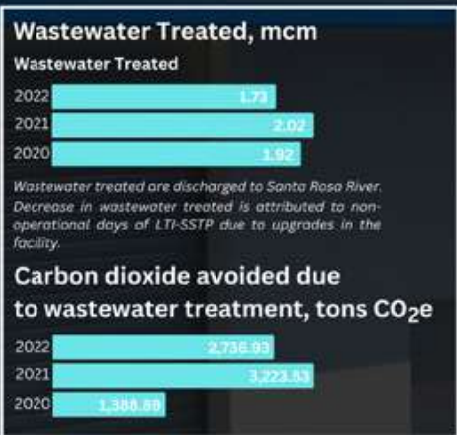 Wastewater Treated, mcm
Wastewater Treated
2022 1.73
2021 2.02
2020 1.92
Wastewater treated are discharged to Santa Rosa River.
Decrease in wastewater treated is attributed to non-
operational days of LTI-SSTP due to upgrades in the
facility.
Carbon dioxide avoided due
to wastewater treatment, tons CO₂e
2022 2,736.93
2021 3,223.83
2020 1,388.89